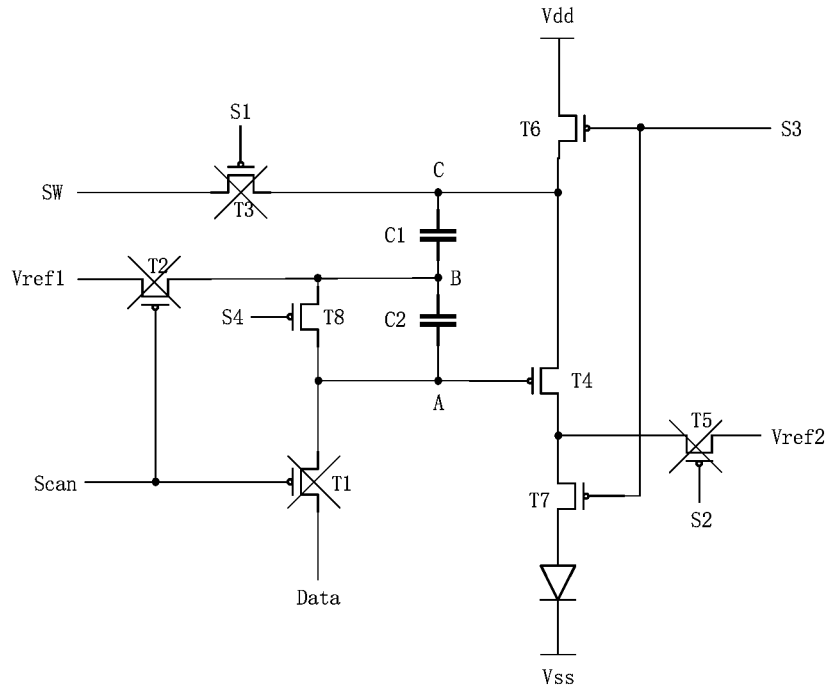 Vdd
S1
T6
S3
C
SW
T3
C1
T2
Vref1
B
S4
T8
C2
T4
A
T5
Vref2
Scan
T1
T7
S2
Data
Vss